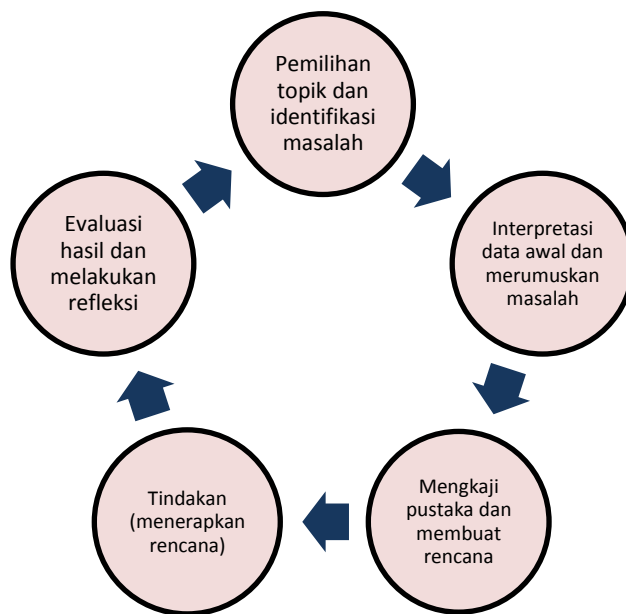 Pemilihan
topik dan
identifikasi
masalah
Interpretasi
data awal dan
merumuskan
masalah
Mengkaji
pustaka dan
membuat
rencana
Tindakan
(menerapkan
rencana)
Evaluasi
hasil dan
melakukan
refleksi